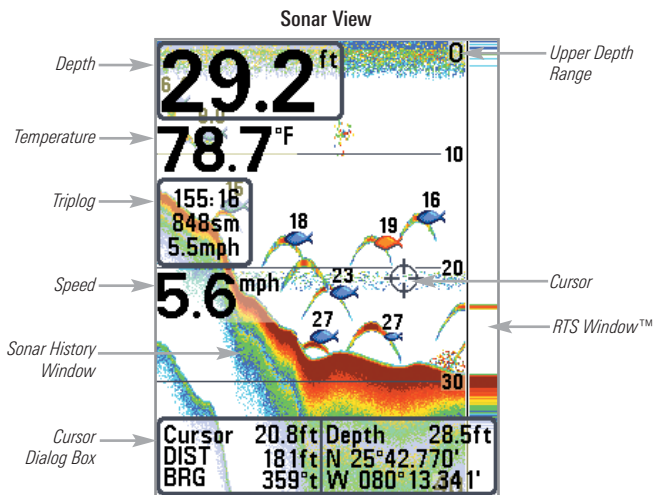 Sonar View
Depth
29.2 ft
0
Upper Depth
Range
Temperature
78.7 °F
10
Triplog
155:16
848sm
5.5mph
18
19
16
20
Speed
5.6 mph
23
Cursor
27
27
RTS Window™
Sonar History
Window
30
Cursor
Dialog Box
Cursor 20.8ft
DIST 181ft
BRG 359°t
Depth 28.5ft
N 25°42.770'
W 080°13.341'